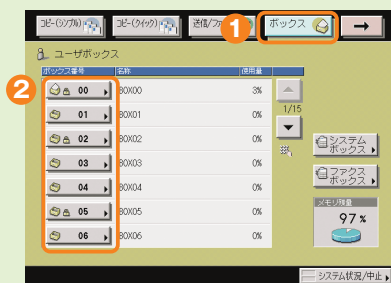 コピー(シンプル)
コピー(クイック)
送信/ファ
1
ボックス
ユーザボックス
ボックス番号 名称 使用量
2
00 BOX00 3%
01 BOX01 0%
02 BOX02 0%
03 BOX03 0%
04 BOX04 0%
05 BOX05 0%
06 BOX06 0%
1/15
システム
ボックス
ファクス
ボックス
メモリ残量
97%
システム状況/中止